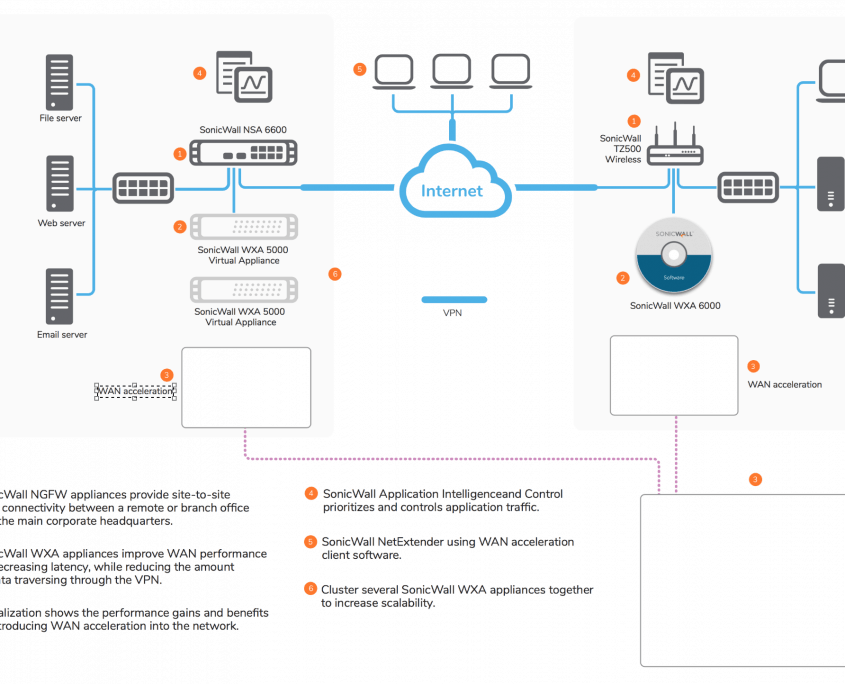 4
5
4
SonicWall NSA 6600
File server
1
1
SonicWall
TZ500
Wireless
Internet
Web server
2
SonicWall WXA 5000
Virtual Appliance
SONICWALL
Software
6
2
SonicWall WXA 6000
VPN
SonicWall WXA 5000
Virtual Appliance
Email server
3
WAN acceleration
3
WAN acceleration
3
cWall NGFW appliances provide site-to-site
connectivity between a remote or branch office
the main corporate headquarters.
cWall WXA appliances improve WAN performance
ecreasing latency, while reducing the amount
ta traversing through the VPN.
alization shows the performance gains and benefits
troducing WAN acceleration into the network.
4 SonicWall Application Intelligenceand Control
prioritizes and controls application traffic.
5 SonicWall NetExtender using WAN acceleration
client software.
6 Cluster several SonicWall WXA appliances together
to increase scalability.